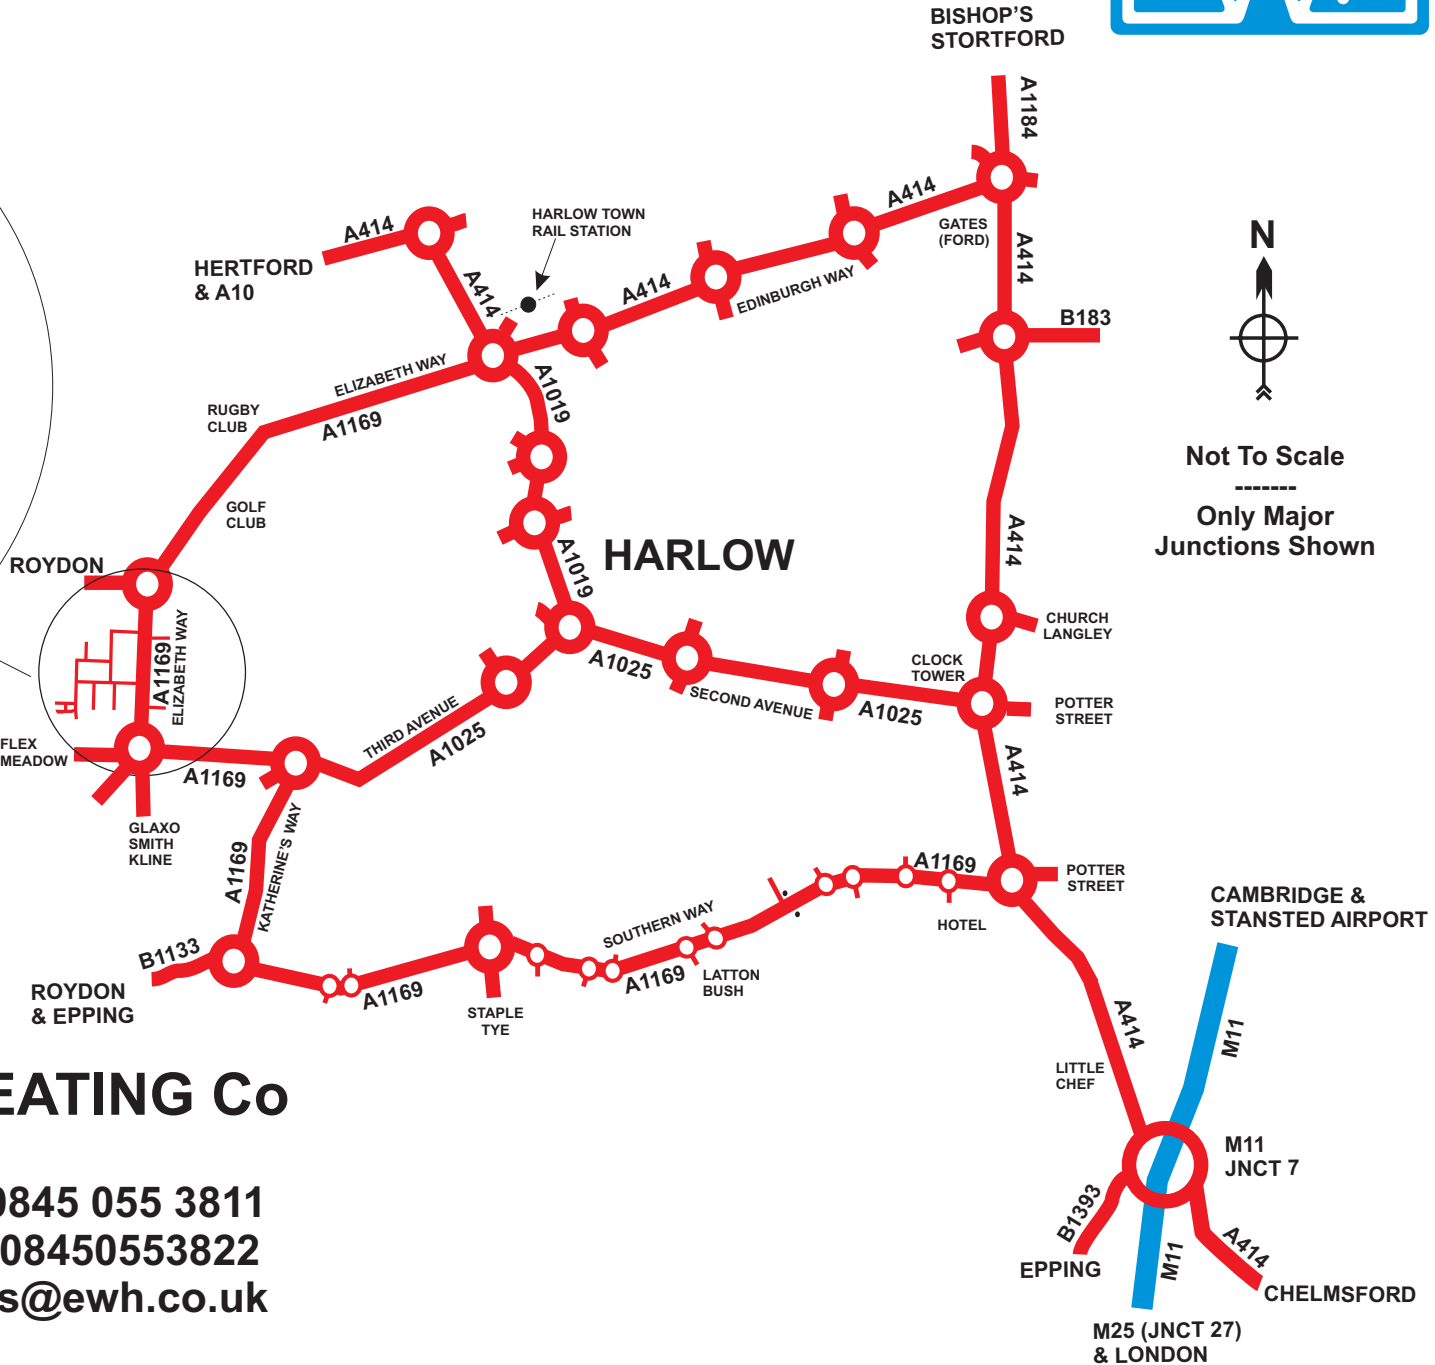 BISHOP'S
STORTFORD
A1184
A414
A414
HARLOW TOWN
RAIL STATION
GATES
(FORD)
N
HERTFORD
& A10
A414
A414
A414
EDINBURGH WAY
B183
ELIZABETH WAY
A1169
A1019
RUGBY
CLUB
Not To Scale
-------
Only Major
Junctions Shown
GOLF
CLUB
A414
HARLOW
A1019
ROYDON
CHURCH
LANGLEY
A1169
ELIZABETH WAY
A1025
SECOND AVENUE
A1025
CLOCK
TOWER
POTTER
STREET
THIRD AVENUE
A1025
FLEX
MEADOW
A1169
A414
GLAXO
SMITH
KLINE
A1169
KATHERINE'S WAY
A1169
POTTER
STREET
HOTEL
CAMBRIDGE &
STANSTED AIRPORT
SOUTHERN WAY
B1133
A1169
A1169
LATTON
BUSH
ROYDON
& EPPING
STAPLE
TYE
A414
M11
LITTLE
CHEF
EATING Co
M11
JNCT 7
0845 055 3811
08450553822
s@ewh.co.uk
B1393
M11
A414
EPPING
CHELMSFORD
M25 (JNCT 27)
& LONDON